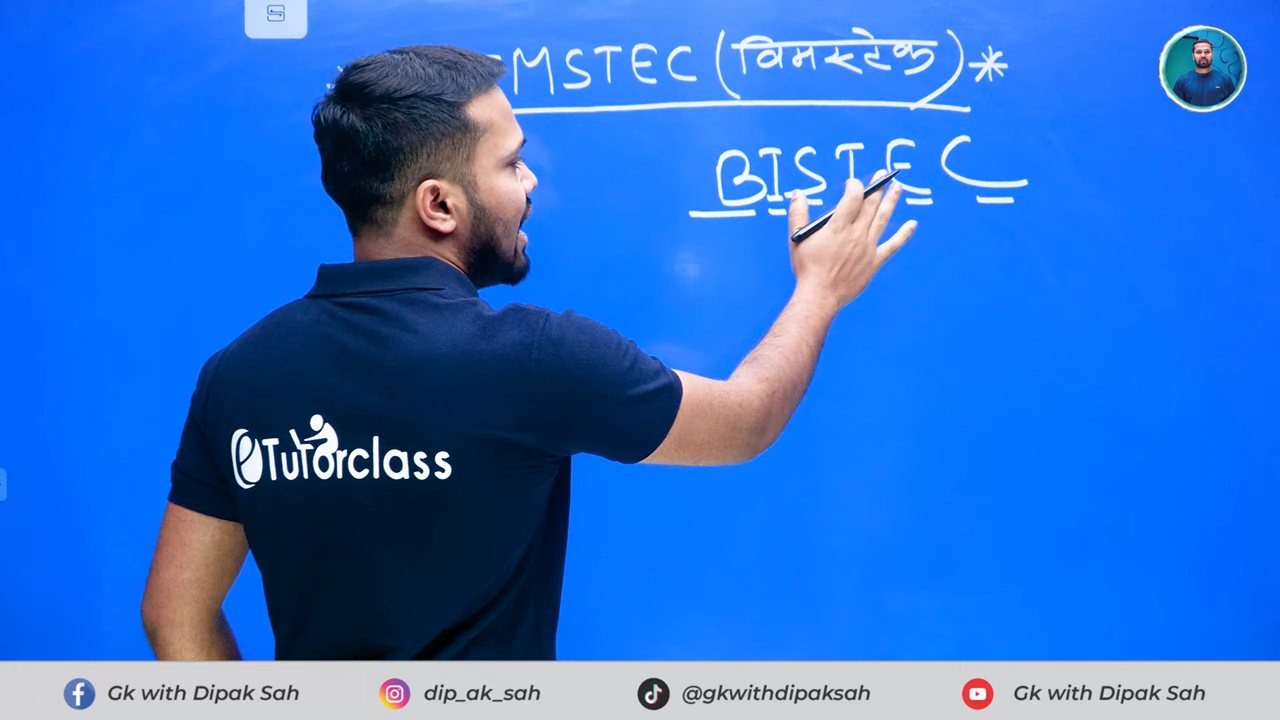 MSTEC (विमस्टेक)*
BISTEC
eTutorclass
Gk with Dipak Sah
dip_ak_sah
@gkwithdipaksah
Gk with Dipak Sah